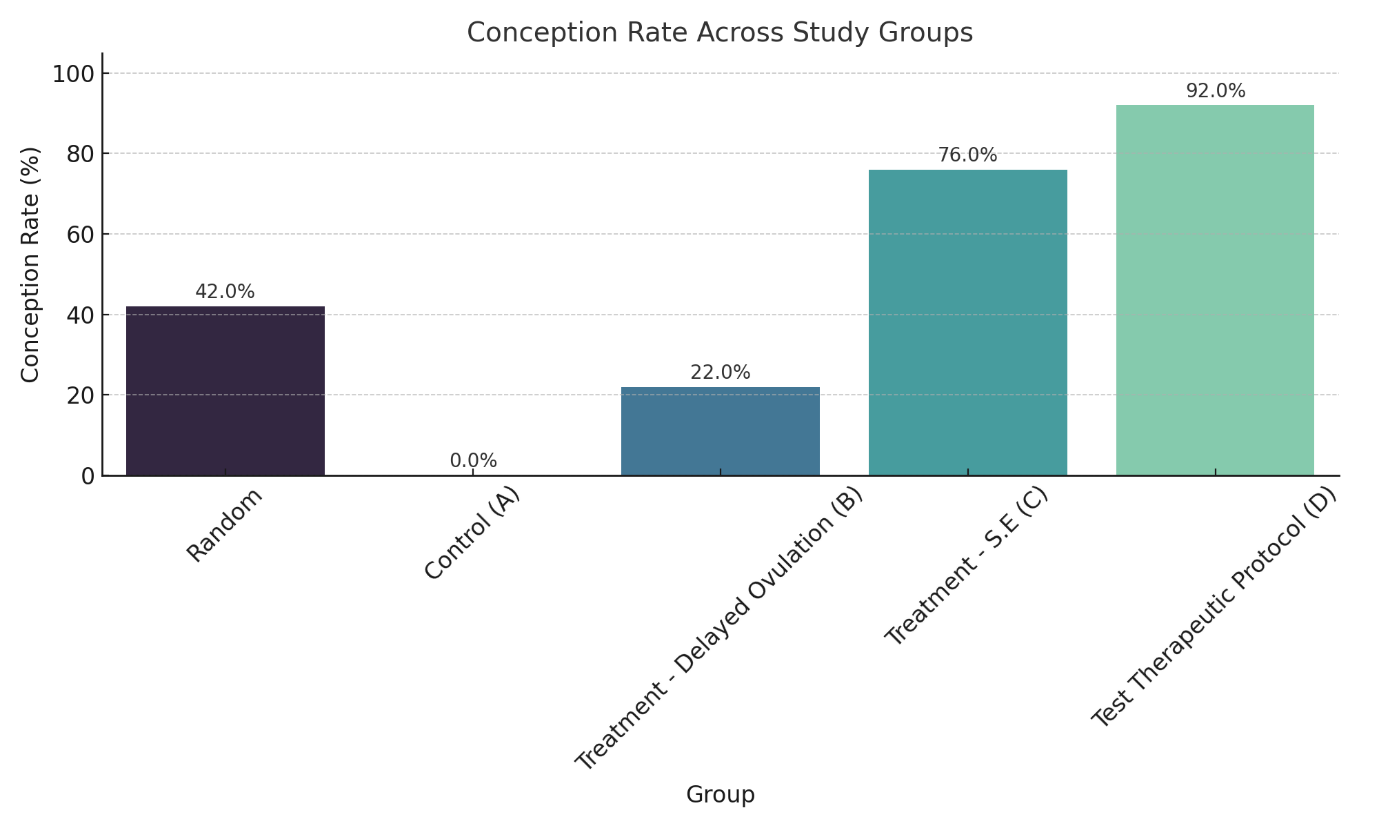 Conception Rate Across Study Groups
Conception Rate (%)
100
80
60
40
20
0
42.0%
0.0%
22.0%
76.0%
92.0%
Random
Control (A)
Treatment - Delayed Ovulation (B)
Treatment - S.E (C)
Test Therapeutic Protocol (D)
Group